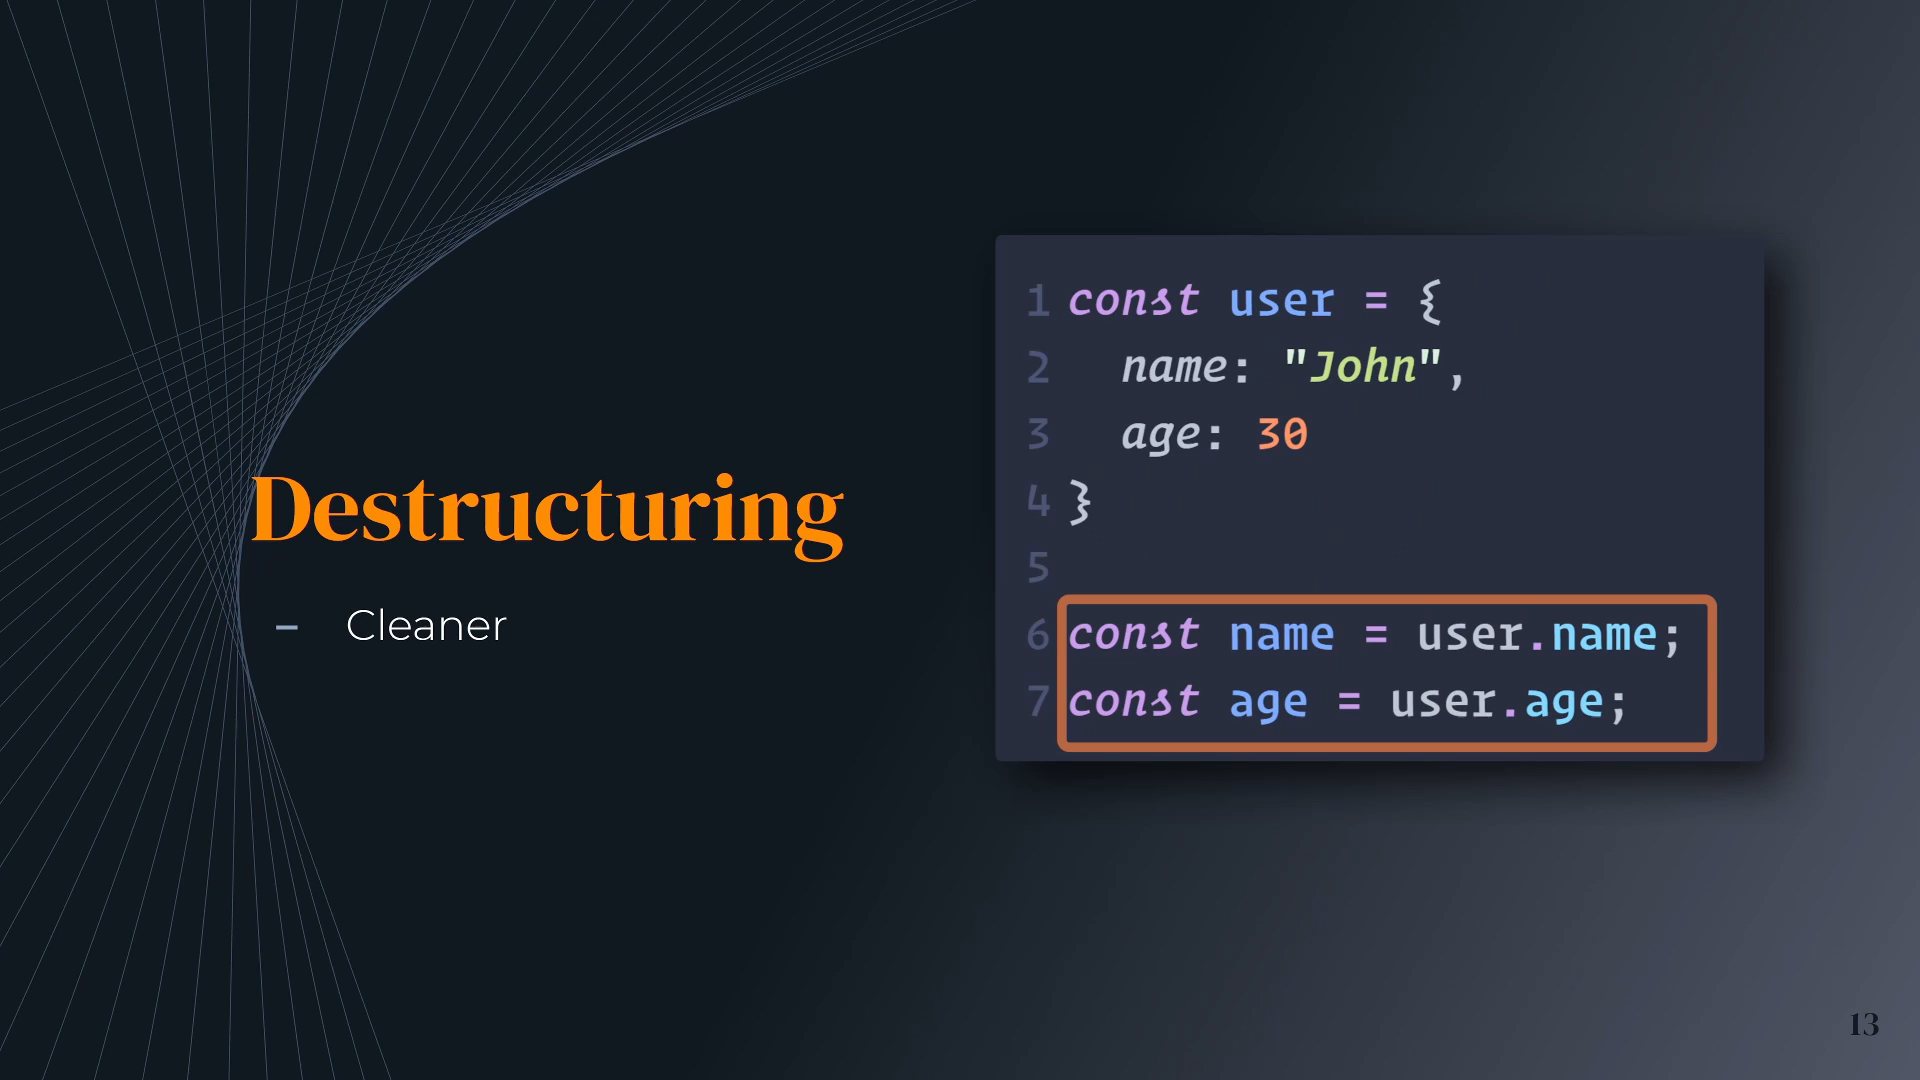 Destructuring
– Cleaner
1 const user = {
2   name: "John",
3   age: 30
4 }
5
6 const name = user.name;
7 const age = user.age;
13